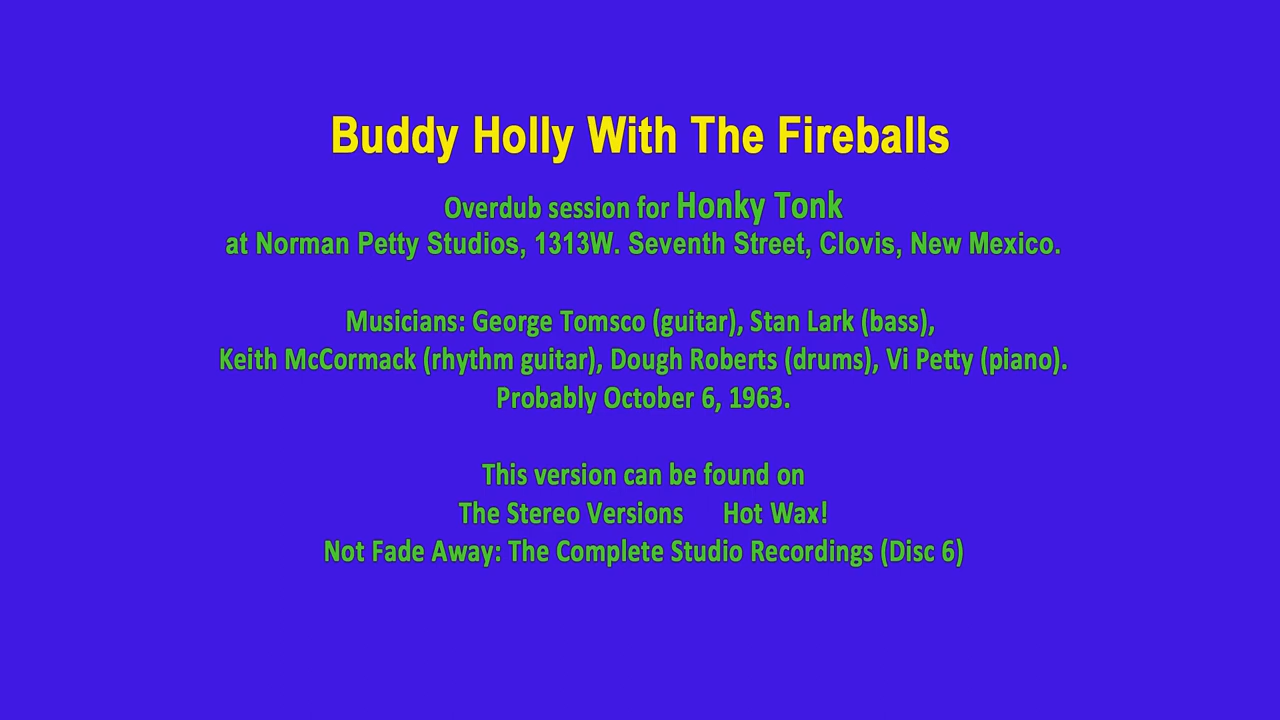 Buddy Holly With The Fireballs
Overdub session for Honky Tonk
at Norman Petty Studios, 1313W. Seventh Street, Clovis, New Mexico.
Musicians: George Tomsco (guitar), Stan Lark (bass),
Keith McCormack (rhythm guitar), Dough Roberts (drums), Vi Petty (piano).
Probably October 6, 1963.
This version can be found on
The Stereo Versions Hot Wax!
Not Fade Away: The Complete Studio Recordings (Disc 6)